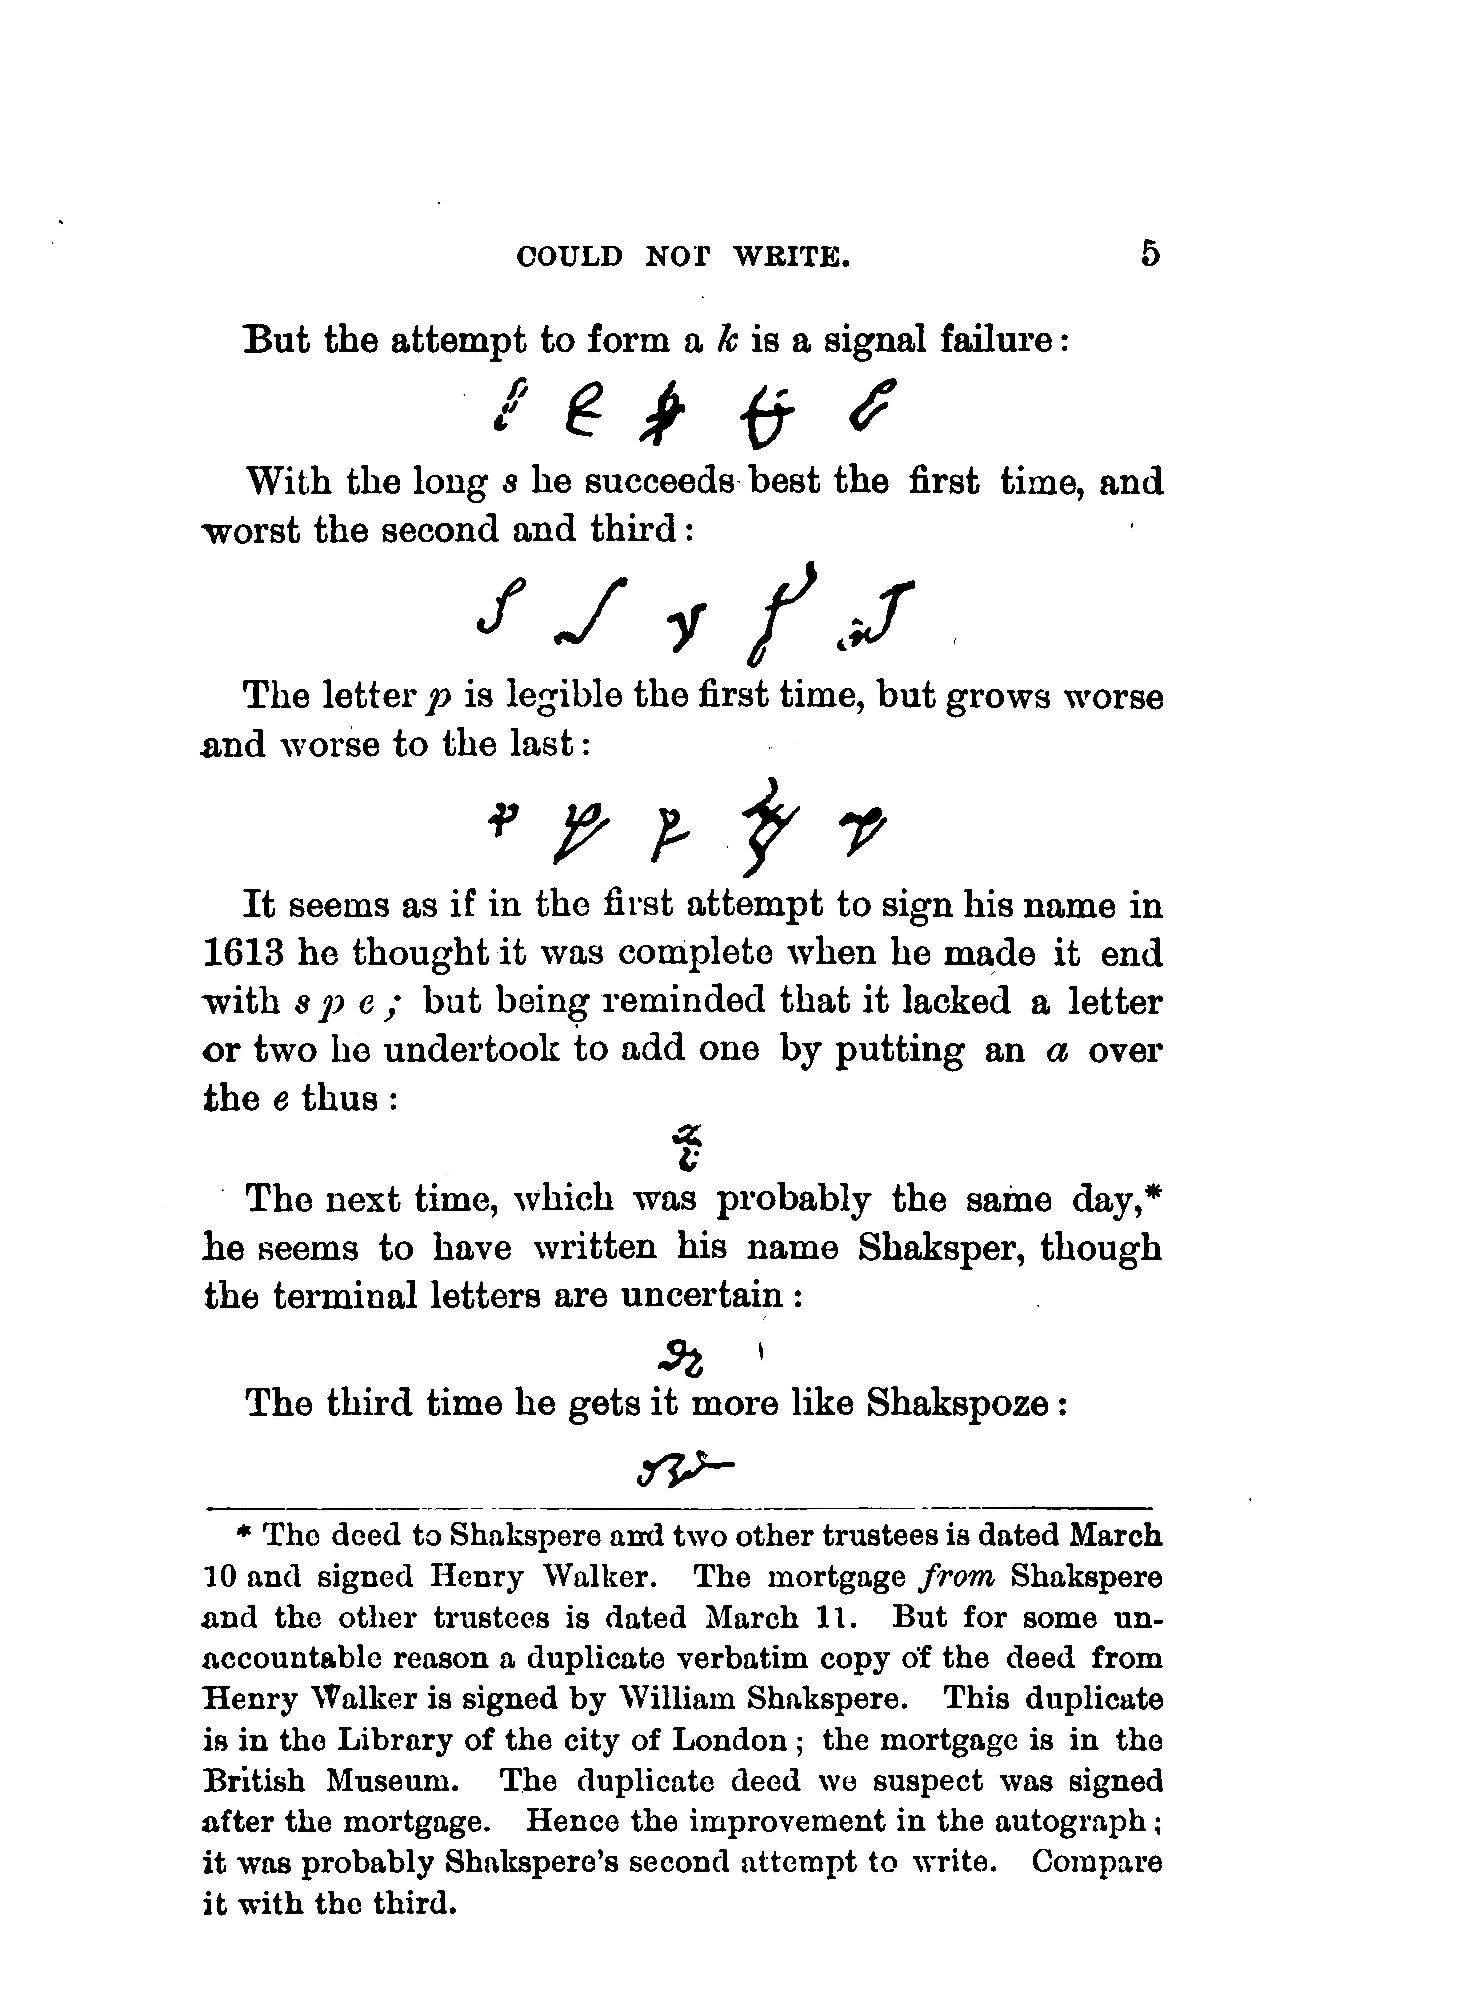 COULD NOT WRITE. 5
But the attempt to form a k is a signal failure:
With the long s he succeeds best the first time, and
worst the second and third:
The letter p is legible the first time, but grows worse
and worse to the last:
It seems as if in the first attempt to sign his name in
1613 he thought it was complete when he made it end
with s p e; but being reminded that it lacked a letter
or two he undertook to add one by putting an a over
the e thus:
The next time, which was probably the same day,*
he seems to have written his name Shaksper, though
the terminal letters are uncertain:
The third time he gets it more like Shakspoze:
* The deed to Shakspere and two other trustees is dated March
10 and signed Henry Walker. The mortgage from Shakspere
and the other trustees is dated March 11. But for some un-
accountable reason a duplicate verbatim copy of the deed from
Henry Walker is signed by William Shakspere. This duplicate
is in the Library of the city of London; the mortgage is in the
British Museum. The duplicate deed we suspect was signed
after the mortgage. Hence the improvement in the autograph;
it was probably Shakspere's second attempt to write. Compare
it with the third.